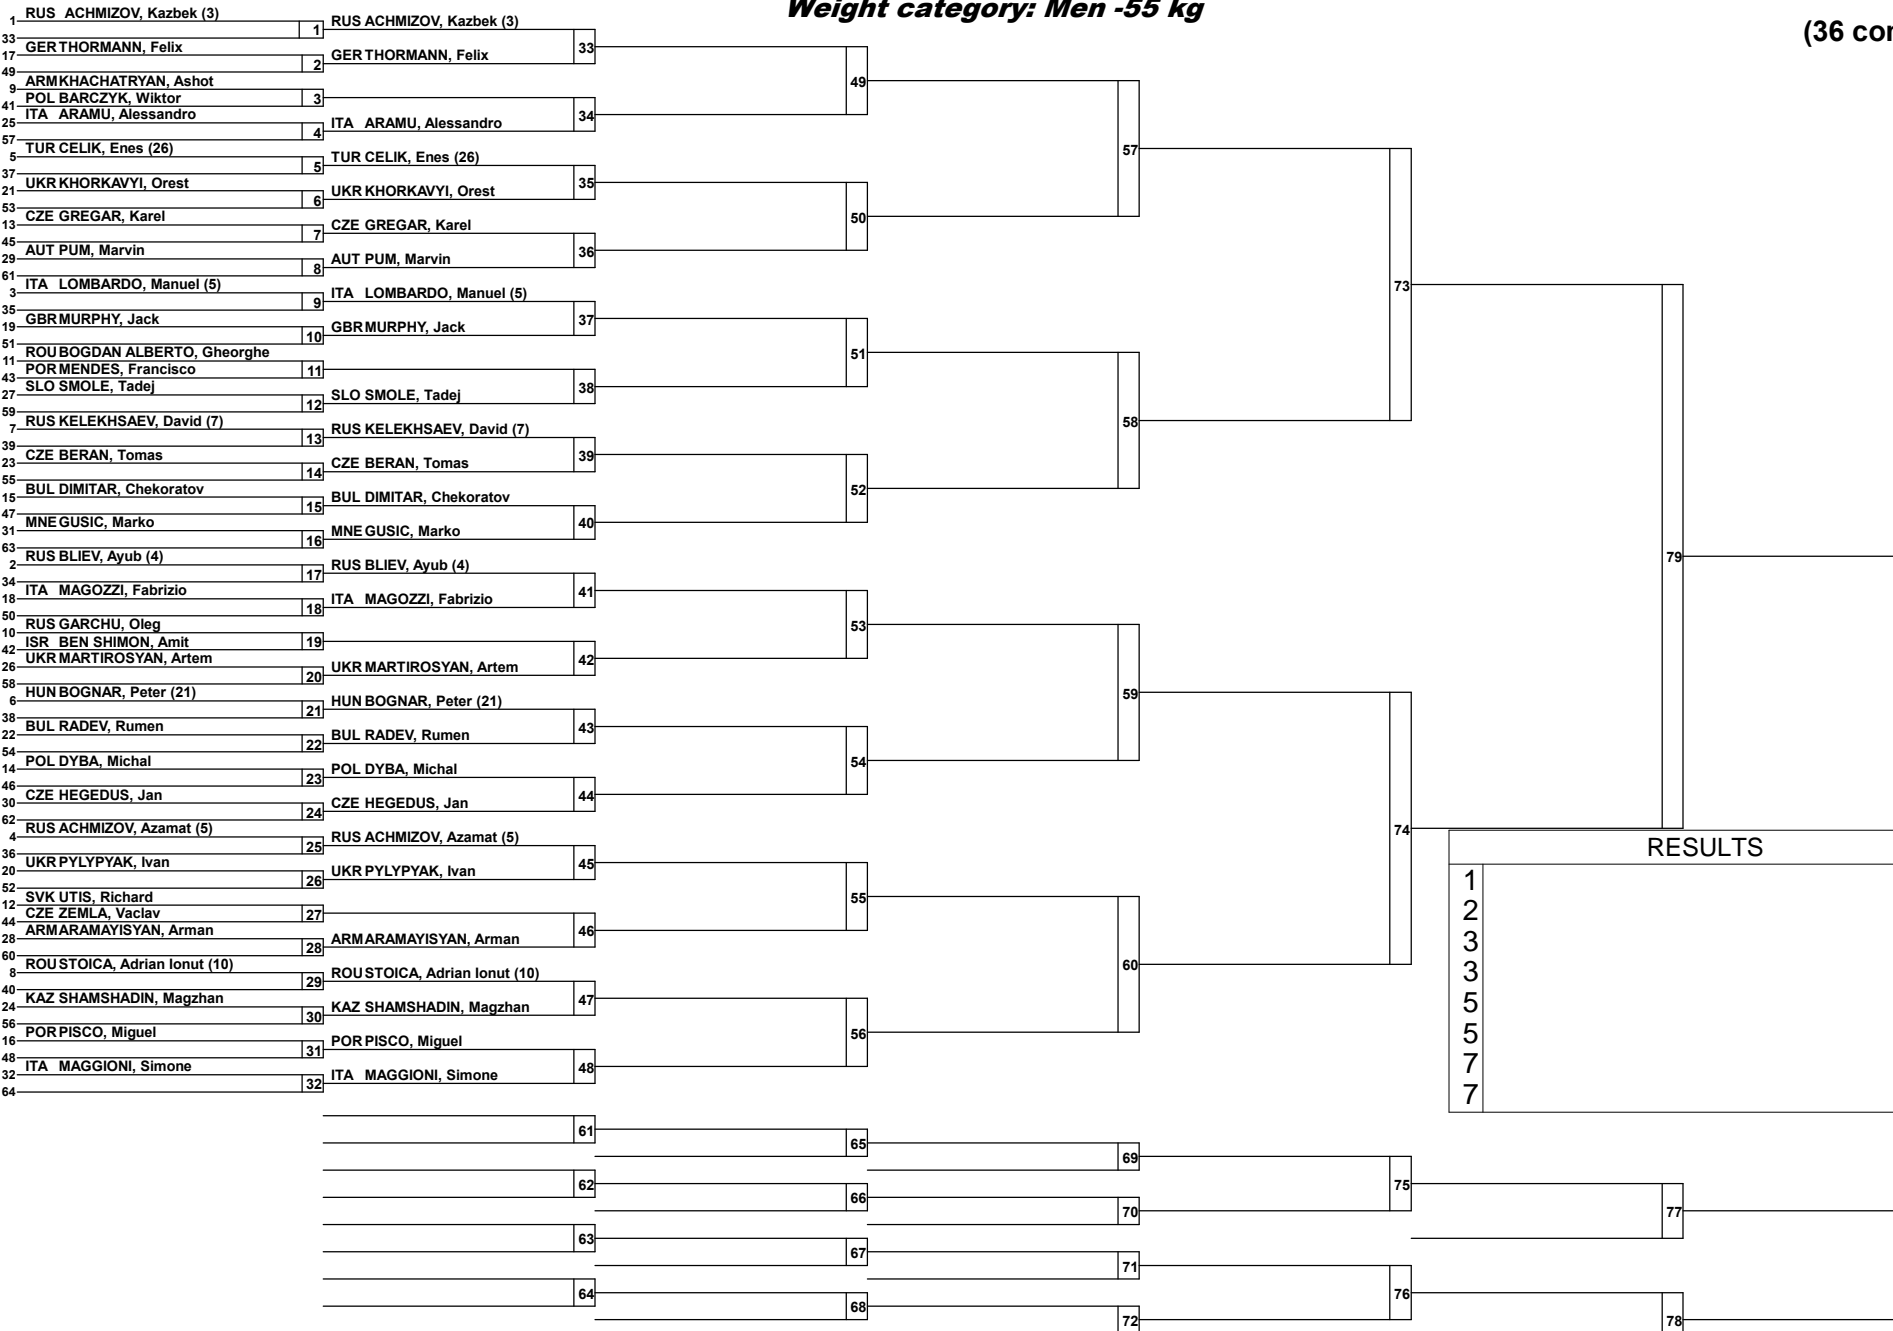 Weight category: Men -55 kg
(36 con
1 RUS ACHMIZOV, Kazbek (3)
33
1 RUS ACHMIZOV, Kazbek (3)
17 GER THORMANN, Felix
49
2 GER THORMANN, Felix
33
9 ARM KHACHATRYAN, Ashot
41 POL BARCZYK, Wiktor
3
25 ITA ARAMU, Alessandro
57
4 ITA ARAMU, Alessandro
34
49
5 TUR CELIK, Enes (26)
37
5 TUR CELIK, Enes (26)
21 UKR KHORKAVYI, Orest
53
6 UKR KHORKAVYI, Orest
35
13 CZE GREGAR, Karel
45
7 CZE GREGAR, Karel
29 AUT PUM, Marvin
61
8 AUT PUM, Marvin
36
50
57
3 ITA LOMBARDO, Manuel (5)
35
9 ITA LOMBARDO, Manuel (5)
19 GBR MURPHY, Jack
51
10 GBR MURPHY, Jack
37
11 ROU BOGDAN ALBERTO, Gheorghe
43 POR MENDES, Francisco
11
27 SLO SMOLE, Tadej
59
12 SLO SMOLE, Tadej
38
51
7 RUS KELEKHSAEV, David (7)
39
13 RUS KELEKHSAEV, David (7)
23 CZE BERAN, Tomas
55
14 CZE BERAN, Tomas
39
15 BUL DIMITAR, Chekoratov
47
15 BUL DIMITAR, Chekoratov
31 MNE GUSIC, Marko
63
16 MNE GUSIC, Marko
40
52
58
73
2 RUS BLIEV, Ayub (4)
34
17 RUS BLIEV, Ayub (4)
18 ITA MAGOZZI, Fabrizio
50
18 ITA MAGOZZI, Fabrizio
41
10 RUS GARCHU, Oleg
42 ISR BEN SHIMON, Amit
19
26 UKR MARTIROSYAN, Artem
58
20 UKR MARTIROSYAN, Artem
42
53
6 HUN BOGNAR, Peter (21)
38
21 HUN BOGNAR, Peter (21)
22 BUL RADEV, Rumen
54
22 BUL RADEV, Rumen
43
14 POL DYBA, Michal
46
23 POL DYBA, Michal
30 CZE HEGEDUS, Jan
62
24 CZE HEGEDUS, Jan
44
54
59
4 RUS ACHMIZOV, Azamat (5)
36
25 RUS ACHMIZOV, Azamat (5)
20 UKR PYLYPYAK, Ivan
52
26 UKR PYLYPYAK, Ivan
45
12 SVK UTIS, Richard
44 CZE ZEMLA, Vaclav
27
28 ARM ARAMAYISYAN, Arman
60
28 ARM ARAMAYISYAN, Arman
46
55
8 ROU STOICA, Adrian Ionut (10)
40
29 ROU STOICA, Adrian Ionut (10)
24 KAZ SHAMSHADIN, Magzhan
56
30 KAZ SHAMSHADIN, Magzhan
47
16 POR PISCO, Miguel
48
31 POR PISCO, Miguel
32 ITA MAGGIONI, Simone
64
32 ITA MAGGIONI, Simone
48
56
60
74
79
RESULTS
1
2
3
3
5
5
7
7
61
65
69
62
66
70
75
77
63
67
71
64
68
72
76
78